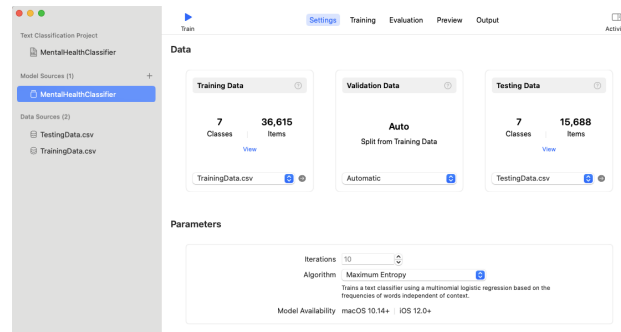 Train
Settings Training Evaluation Preview Output
Activi
Text Classification Project
MentalHealthClassifier
Model Sources (1) +
MentalHealthClassifier
Data Sources (2)
TestingData.csv
TrainingData.csv
Data
Training Data ?
7 36,615
Classes Items
View
TrainingData.csv
Validation Data ?
Auto
Split from Training Data
Automatic
Testing Data ?
7 15,688
Classes Items
View
TestingData.csv
Parameters
Iterations 10
Algorithm Maximum Entropy
Trains a text classifier using a multinomial logistic regression based on the
frequencies of words independent of context.
Model Availability macOS 10.14+ iOS 12.0+